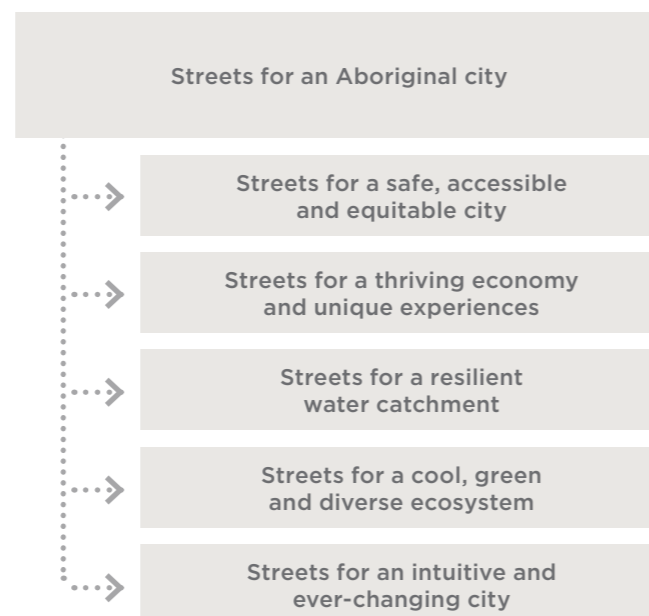 Streets for an Aboriginal city
Streets for a safe, accessible
and equitable city
Streets for a thriving economy
and unique experiences
Streets for a resilient
water catchment
Streets for a cool, green
and diverse ecosystem
Streets for an intuitive and
ever-changing city